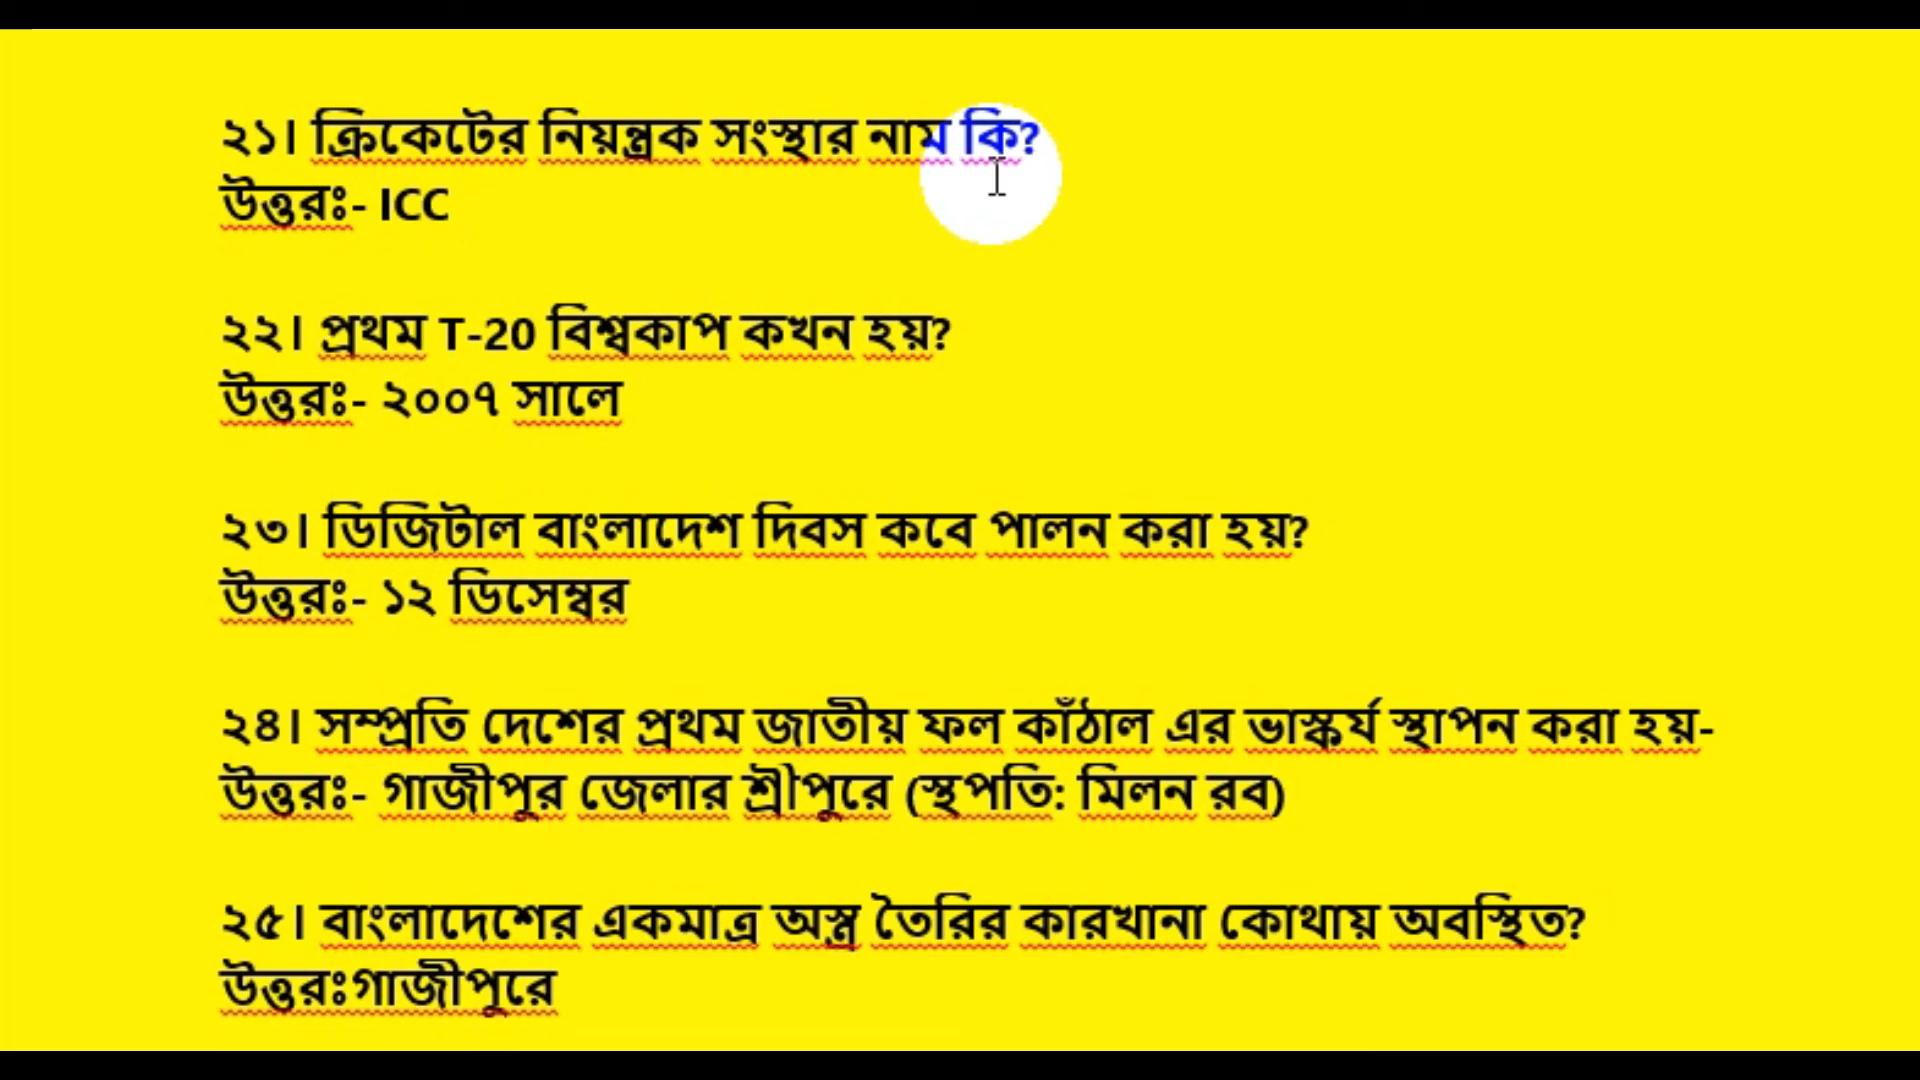 ২১। ক্রিকেটের নিয়ন্ত্রক সংস্থার নাম কি?
উত্তরঃ- ICC
২২। প্রথম T-20 বিশ্বকাপ কখন হয়?
উত্তরঃ- ২০০৭ সালে
২৩। ডিজিটাল বাংলাদেশ দিবস কবে পালন করা হয়?
উত্তরঃ- ১২ ডিসেম্বর
২৪। সম্প্রতি দেশের প্রথম জাতীয় ফল কাঁঠাল এর ভাস্কর্য স্থাপন করা হয়-
উত্তরঃ- গাজীপুর জেলার শ্রীপুরে (স্থপতি: মিলন রব)
২৫। বাংলাদেশের একমাত্র অস্ত্র তৈরির কারখানা কোথায় অবস্থিত?
উত্তরঃগাজীপুরে